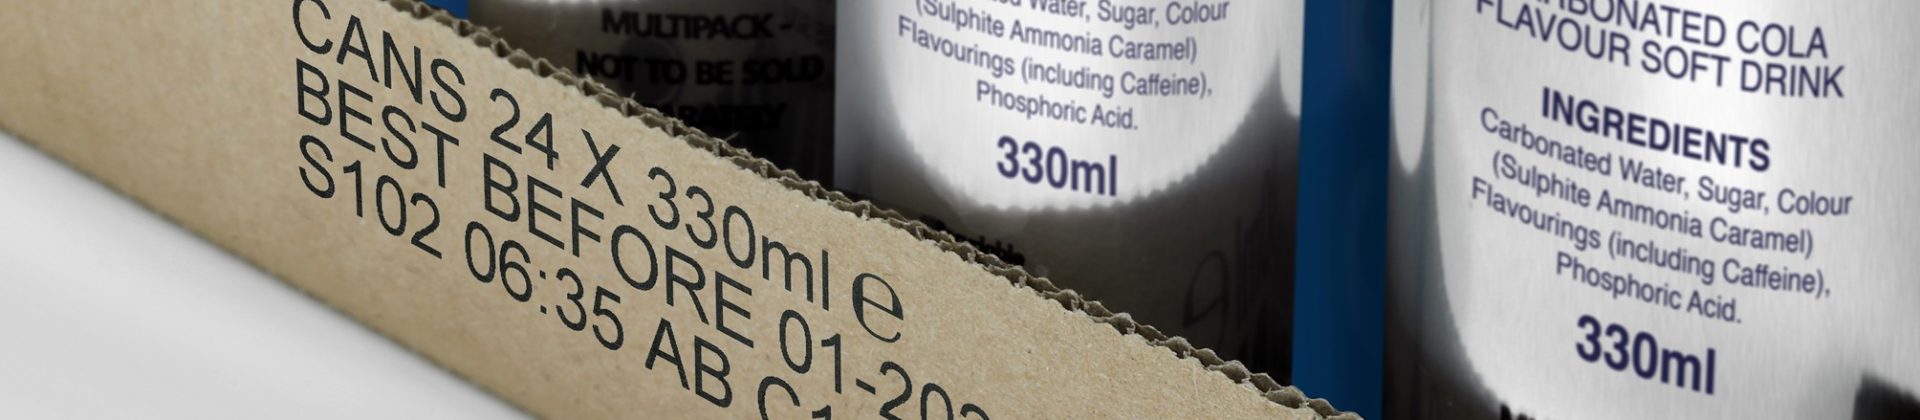 CANS 24 X 330ml e
BEST BEFORE 01-202
S102 06:35 AB C1
MULTIPACK -
NOT TO BE SOLD
Water, Sugar, Colour
(Sulphite Ammonia Caramel)
Flavourings (including Caffeine),
Phosphoric Acid.
330ml
CARBONATED COLA
FLAVOUR SOFT DRINK
INGREDIENTS
Carbonated Water, Sugar, Colour
(Sulphite Ammonia Caramel)
Flavourings (including Caffeine),
Phosphoric Acid.
330ml